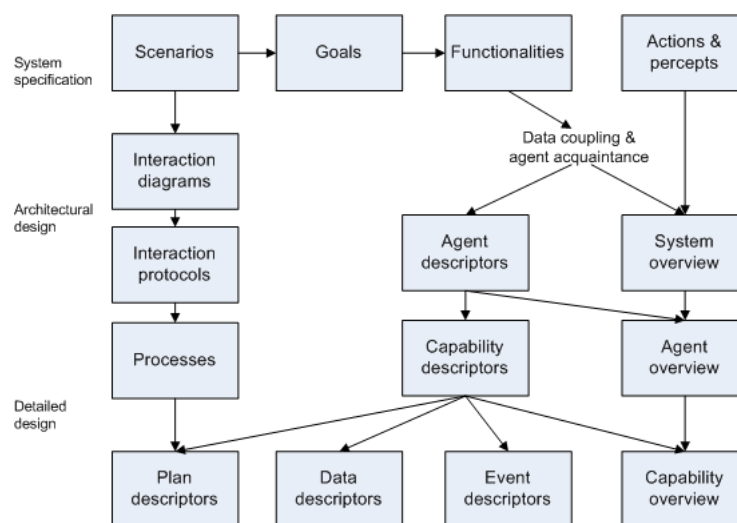 System
specification
Scenarios
Goals
Functionalities
Actions &
percepts
Data coupling &
agent acquaintance
Interaction
diagrams
Architectural
design
Interaction
protocols
Agent
descriptors
System
overview
Processes
Capability
descriptors
Agent
overview
Detailed
design
Plan
descriptors
Data
descriptors
Event
descriptors
Capability
overview